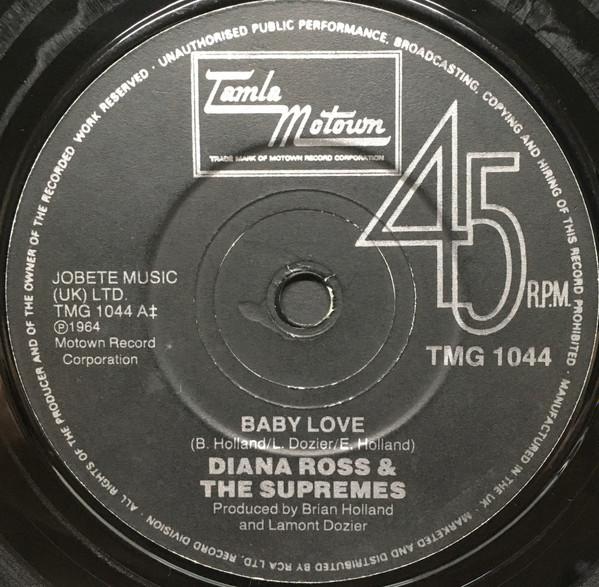 Tamla
Motown
TRADE MARK OF MOTOWN RECORD CORPORATION
45
R.P.M.
TMG 1044
JOBETE MUSIC
(UK) LTD.
TMG 1044 A‡
Ⓟ1964
Motown Record
Corporation
BABY LOVE
(B. Holland/L. Dozier/E. Holland)
DIANA ROSS &
THE SUPREMES
Produced by Brian Holland
and Lamont Dozier
ALL RIGHTS OF THE PRODUCER AND OF THE OWNER OF THE RECORDED WORK RESERVED · UNAUTHORISED PUBLIC PERFORMANCE, BROADCASTING, COPYING AND HIRING OF THIS RECORD PROHIBITED · MANUFACTURED IN THE UK · MARKETED AND DISTRIBUTED BY RCA LTD. RECORD DIVISION ·